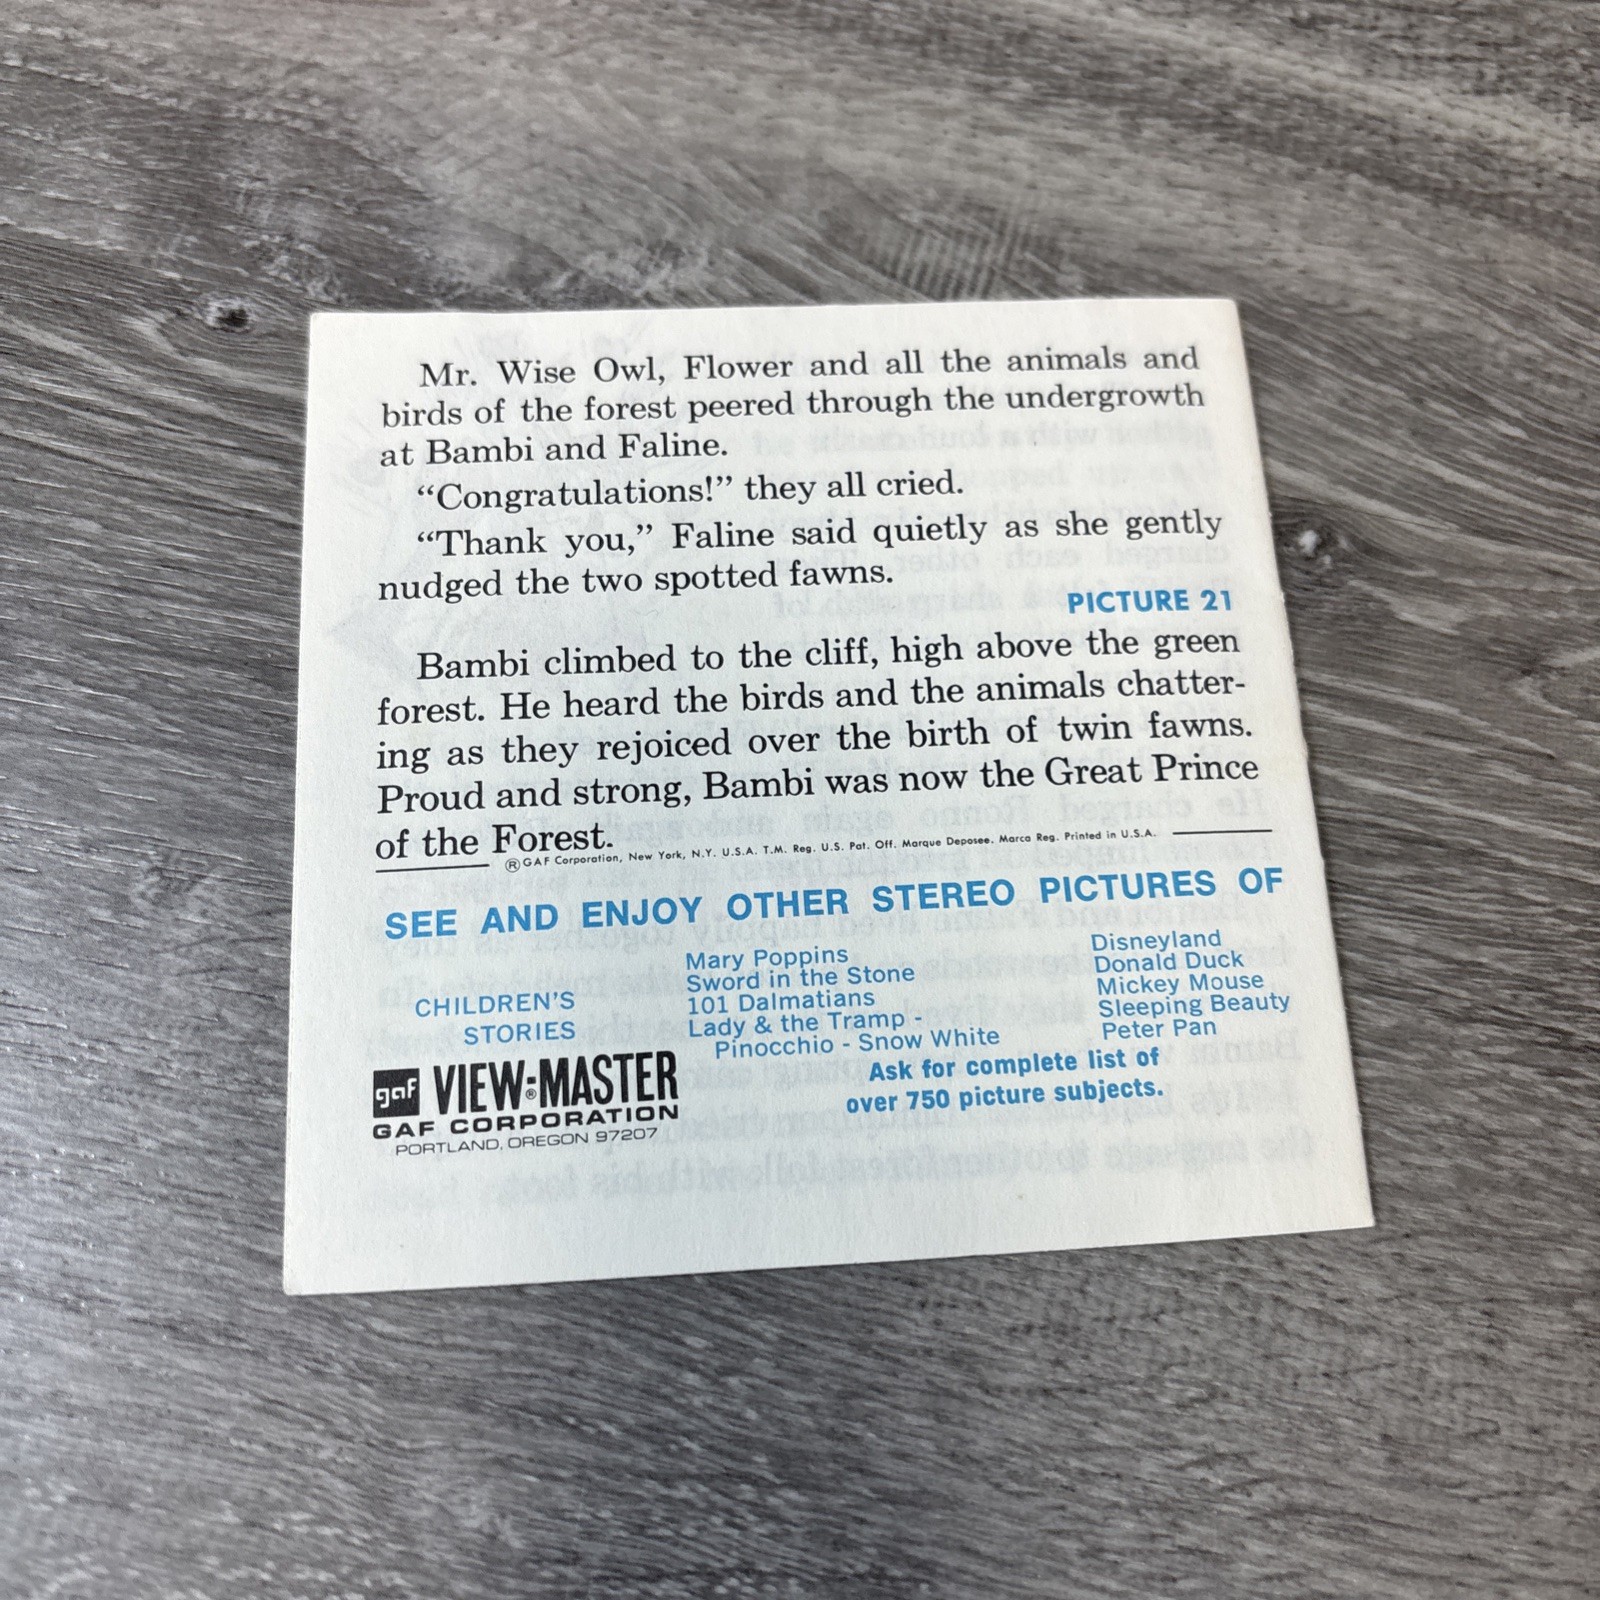 Mr. Wise Owl, Flower and all the animals and
birds of the forest peered through the undergrowth
at Bambi and Faline.
“Congratulations!” they all cried.
“Thank you,” Faline said quietly as she gently
nudged the two spotted fawns.
PICTURE 21
Bambi climbed to the cliff, high above the green
forest. He heard the birds and the animals chatter-
ing as they rejoiced over the birth of twin fawns.
Proud and strong, Bambi was now the Great Prince
of the Forest.
®GAF Corporation, New York, N.Y. U.S.A. T.M. Reg. U.S. Pat. Off. Marque Deposee. Marca Reg. Printed in U.S.A.
SEE AND ENJOY OTHER STEREO PICTURES OF
CHILDREN'S
STORIES
Mary Poppins
Sword in the Stone
101 Dalmatians
Lady & the Tramp -
Pinocchio - Snow White
Disneyland
Donald Duck
Mickey Mouse
Sleeping Beauty
Peter Pan
Ask for complete list of
over 750 picture subjects.
gaf VIEW-MASTER®
GAF CORPORATION
PORTLAND, OREGON 97207